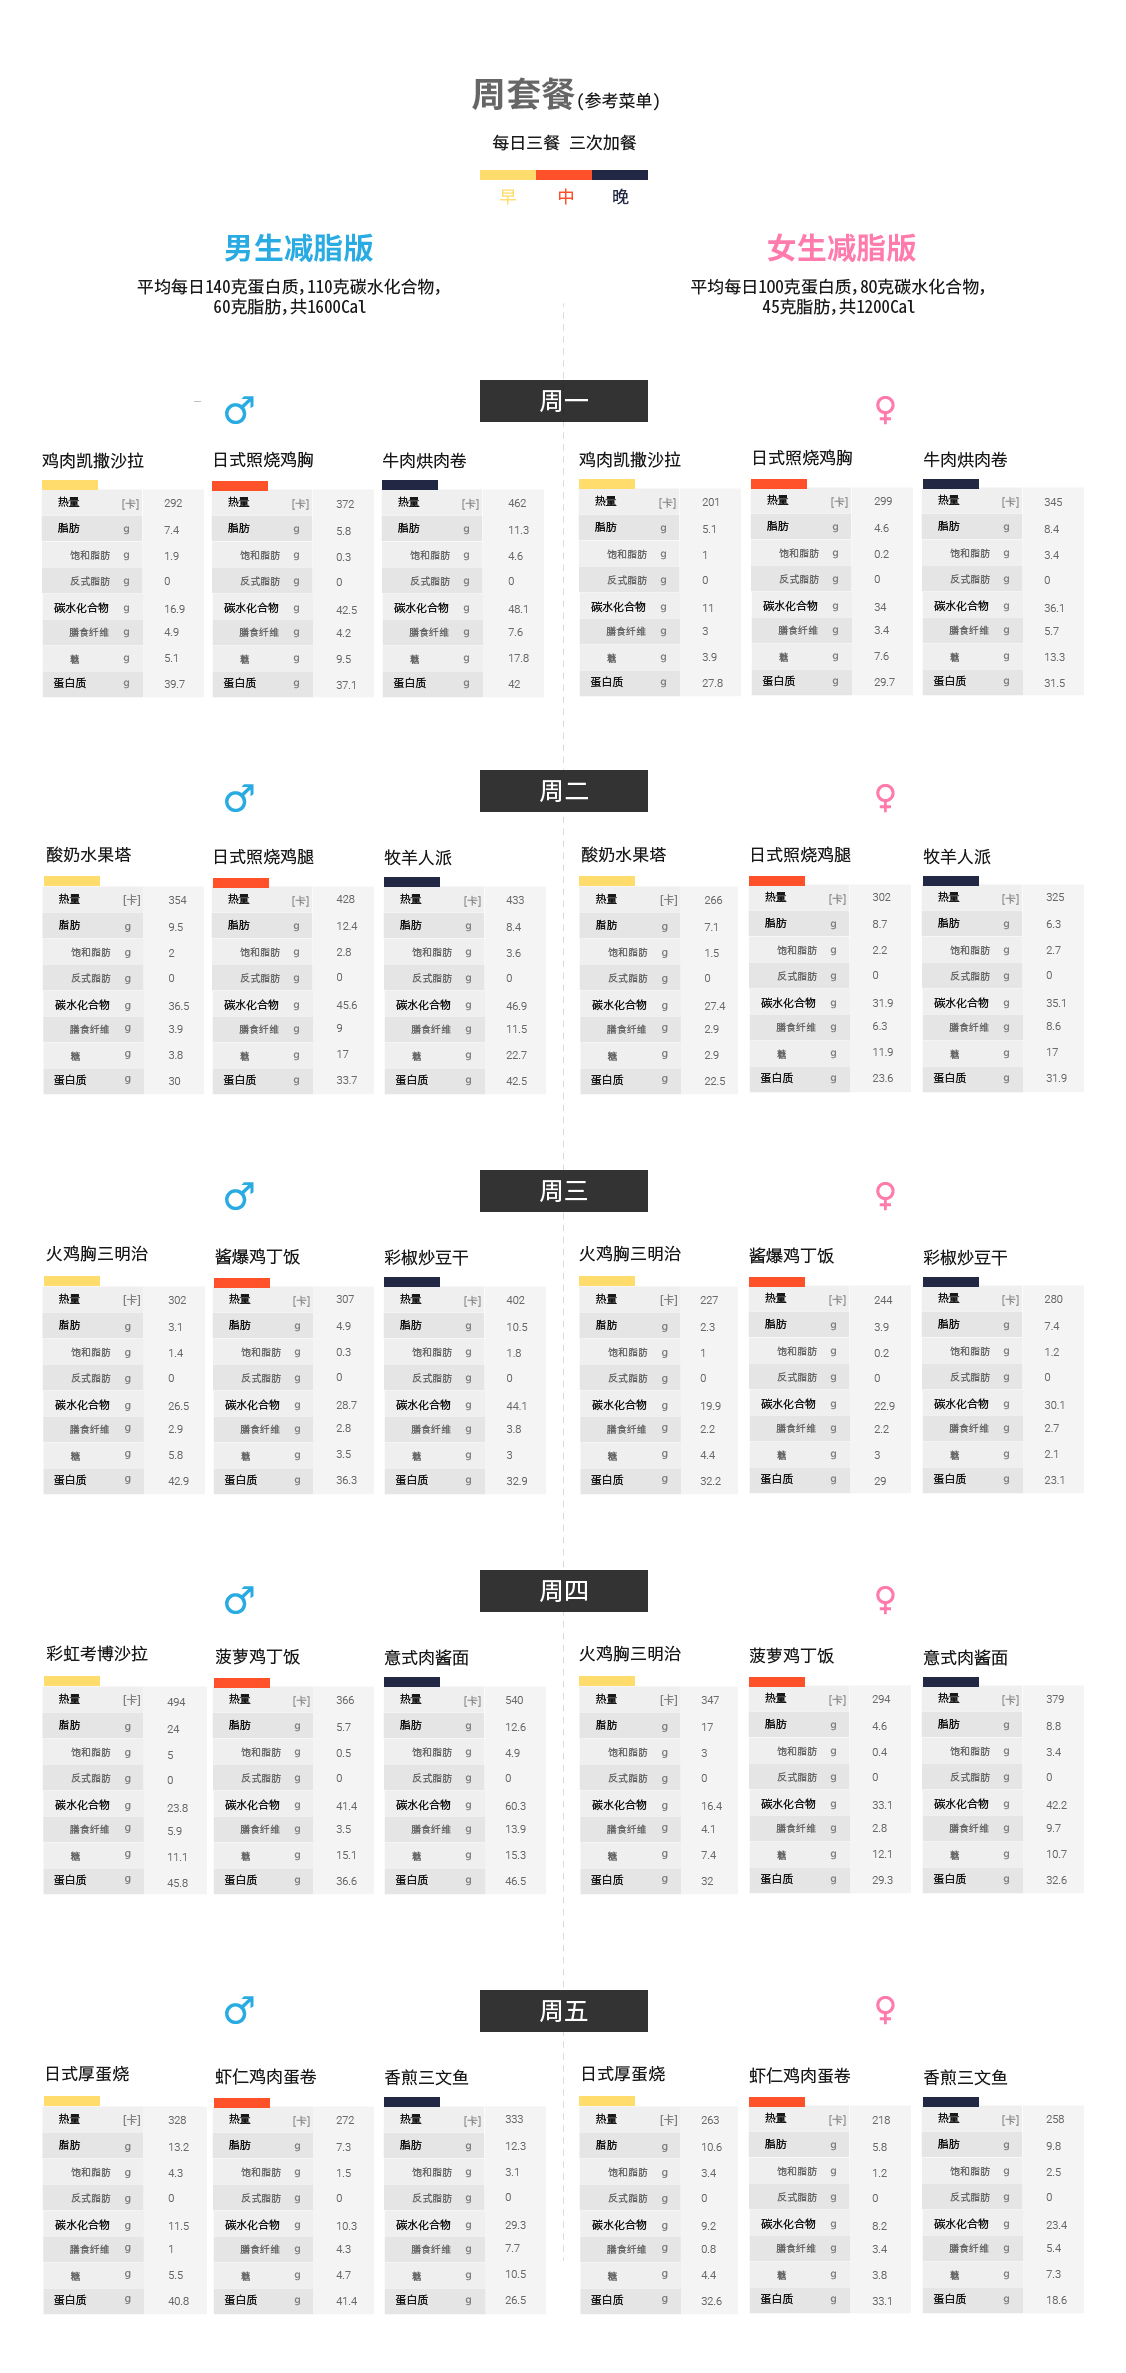 周套餐(参考菜单)
每日三餐 三次加餐
早 中 晚
男生减脂版
平均每日140克蛋白质,110克碳水化合物,
60克脂肪,共1600Cal
女生减脂版
平均每日100克蛋白质,80克碳水化合物,
45克脂肪,共1200Cal
周一
♂ ♀
鸡肉凯撒沙拉 日式照烧鸡胸 牛肉烘肉卷 鸡肉凯撒沙拉 日式照烧鸡胸 牛肉烘肉卷
热量 [卡] 292 热量 [卡] 372 热量 [卡] 462 热量 [卡] 201 热量 [卡] 299 热量 [卡] 345
脂肪 g 7.4 脂肪 g 5.8 脂肪 g 11.3 脂肪 g 5.1 脂肪 g 4.6 脂肪 g 8.4
饱和脂肪 g 1.9 饱和脂肪 g 0.3 饱和脂肪 g 4.6 饱和脂肪 g 1 饱和脂肪 g 0.2 饱和脂肪 g 3.4
反式脂肪 g 0 反式脂肪 g 0 反式脂肪 g 0 反式脂肪 g 0 反式脂肪 g 0 反式脂肪 g 0
碳水化合物 g 16.9 碳水化合物 g 42.5 碳水化合物 g 48.1 碳水化合物 g 11 碳水化合物 g 34 碳水化合物 g 36.1
膳食纤维 g 4.9 膳食纤维 g 4.2 膳食纤维 g 7.6 膳食纤维 g 3 膳食纤维 g 3.4 膳食纤维 g 5.7
糖 g 5.1 糖 g 9.5 糖 g 17.8 糖 g 3.9 糖 g 7.6 糖 g 13.3
蛋白质 g 39.7 蛋白质 g 37.1 蛋白质 g 42 蛋白质 g 27.8 蛋白质 g 29.7 蛋白质 g 31.5
周二
♂ ♀
酸奶水果塔 日式照烧鸡腿 牧羊人派 酸奶水果塔 日式照烧鸡腿 牧羊人派
热量 [卡] 354 热量 [卡] 428 热量 [卡] 433 热量 [卡] 266 热量 [卡] 302 热量 [卡] 325
脂肪 g 9.5 脂肪 g 12.4 脂肪 g 8.4 脂肪 g 7.1 脂肪 g 8.7 脂肪 g 6.3
饱和脂肪 g 2 饱和脂肪 g 2.8 饱和脂肪 g 3.6 饱和脂肪 g 1.5 饱和脂肪 g 2.2 饱和脂肪 g 2.7
反式脂肪 g 0 反式脂肪 g 0 反式脂肪 g 0 反式脂肪 g 0 反式脂肪 g 0 反式脂肪 g 0
碳水化合物 g 36.5 碳水化合物 g 45.6 碳水化合物 g 46.9 碳水化合物 g 27.4 碳水化合物 g 31.9 碳水化合物 g 35.1
膳食纤维 g 3.9 膳食纤维 g 9 膳食纤维 g 11.5 膳食纤维 g 2.9 膳食纤维 g 6.3 膳食纤维 g 8.6
糖 g 3.8 糖 g 17 糖 g 22.7 糖 g 2.9 糖 g 11.9 糖 g 17
蛋白质 g 30 蛋白质 g 33.7 蛋白质 g 42.5 蛋白质 g 22.5 蛋白质 g 23.6 蛋白质 g 31.9
周三
♂ ♀
火鸡胸三明治 酱爆鸡丁饭 彩椒炒豆干 火鸡胸三明治 酱爆鸡丁饭 彩椒炒豆干
热量 [卡] 302 热量 [卡] 307 热量 [卡] 402 热量 [卡] 227 热量 [卡] 244 热量 [卡] 280
脂肪 g 3.1 脂肪 g 4.9 脂肪 g 10.5 脂肪 g 2.3 脂肪 g 3.9 脂肪 g 7.4
饱和脂肪 g 1.4 饱和脂肪 g 0.3 饱和脂肪 g 1.8 饱和脂肪 g 1 饱和脂肪 g 0.2 饱和脂肪 g 1.2
反式脂肪 g 0 反式脂肪 g 0 反式脂肪 g 0 反式脂肪 g 0 反式脂肪 g 0 反式脂肪 g 0
碳水化合物 g 26.5 碳水化合物 g 28.7 碳水化合物 g 44.1 碳水化合物 g 19.9 碳水化合物 g 22.9 碳水化合物 g 30.1
膳食纤维 g 2.9 膳食纤维 g 2.8 膳食纤维 g 3.8 膳食纤维 g 2.2 膳食纤维 g 2.2 膳食纤维 g 2.7
糖 g 5.8 糖 g 3.5 糖 g 3 糖 g 4.4 糖 g 3 糖 g 2.1
蛋白质 g 42.9 蛋白质 g 36.3 蛋白质 g 32.9 蛋白质 g 32.2 蛋白质 g 29 蛋白质 g 23.1
周四
♂ ♀
彩虹考博沙拉 菠萝鸡丁饭 意式肉酱面 火鸡胸三明治 菠萝鸡丁饭 意式肉酱面
热量 [卡] 494 热量 [卡] 366 热量 [卡] 540 热量 [卡] 347 热量 [卡] 294 热量 [卡] 379
脂肪 g 24 脂肪 g 5.7 脂肪 g 12.6 脂肪 g 17 脂肪 g 4.6 脂肪 g 8.8
饱和脂肪 g 5 饱和脂肪 g 0.5 饱和脂肪 g 4.9 饱和脂肪 g 3 饱和脂肪 g 0.4 饱和脂肪 g 3.4
反式脂肪 g 0 反式脂肪 g 0 反式脂肪 g 0 反式脂肪 g 0 反式脂肪 g 0 反式脂肪 g 0
碳水化合物 g 23.8 碳水化合物 g 41.4 碳水化合物 g 60.3 碳水化合物 g 16.4 碳水化合物 g 33.1 碳水化合物 g 42.2
膳食纤维 g 5.9 膳食纤维 g 3.5 膳食纤维 g 13.9 膳食纤维 g 4.1 膳食纤维 g 2.8 膳食纤维 g 9.7
糖 g 11.1 糖 g 15.1 糖 g 15.3 糖 g 7.4 糖 g 12.1 糖 g 10.7
蛋白质 g 45.8 蛋白质 g 36.6 蛋白质 g 46.5 蛋白质 g 32 蛋白质 g 29.3 蛋白质 g 32.6
周五
♂ ♀
日式厚蛋烧 虾仁鸡肉蛋卷 香煎三文鱼 日式厚蛋烧 虾仁鸡肉蛋卷 香煎三文鱼
热量 [卡] 328 热量 [卡] 272 热量 [卡] 333 热量 [卡] 263 热量 [卡] 218 热量 [卡] 258
脂肪 g 13.2 脂肪 g 7.3 脂肪 g 12.3 脂肪 g 10.6 脂肪 g 5.8 脂肪 g 9.8
饱和脂肪 g 4.3 饱和脂肪 g 1.5 饱和脂肪 g 3.1 饱和脂肪 g 3.4 饱和脂肪 g 1.2 饱和脂肪 g 2.5
反式脂肪 g 0 反式脂肪 g 0 反式脂肪 g 0 反式脂肪 g 0 反式脂肪 g 0 反式脂肪 g 0
碳水化合物 g 11.5 碳水化合物 g 10.3 碳水化合物 g 29.3 碳水化合物 g 9.2 碳水化合物 g 8.2 碳水化合物 g 23.4
膳食纤维 g 1 膳食纤维 g 4.3 膳食纤维 g 7.7 膳食纤维 g 0.8 膳食纤维 g 3.4 膳食纤维 g 5.4
糖 g 5.5 糖 g 4.7 糖 g 10.5 糖 g 4.4 糖 g 3.8 糖 g 7.3
蛋白质 g 40.8 蛋白质 g 41.4 蛋白质 g 26.5 蛋白质 g 32.6 蛋白质 g 33.1 蛋白质 g 18.6